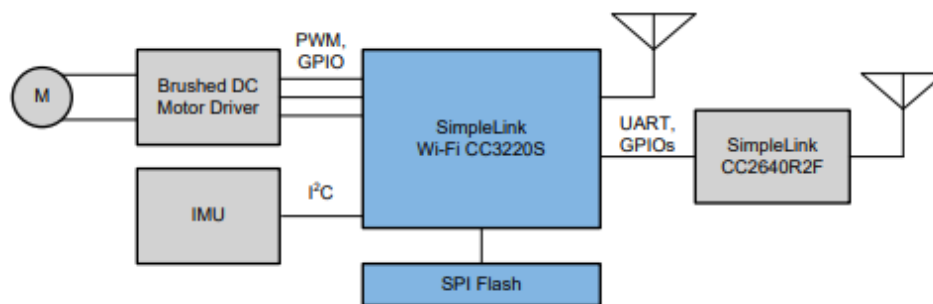 M
Brushed DC
Motor Driver
PWM,
GPIO
SimpleLink
Wi-Fi CC3220S
UART,
GPIOs
SimpleLink
CC2640R2F
IMU
I²C
SPI Flash